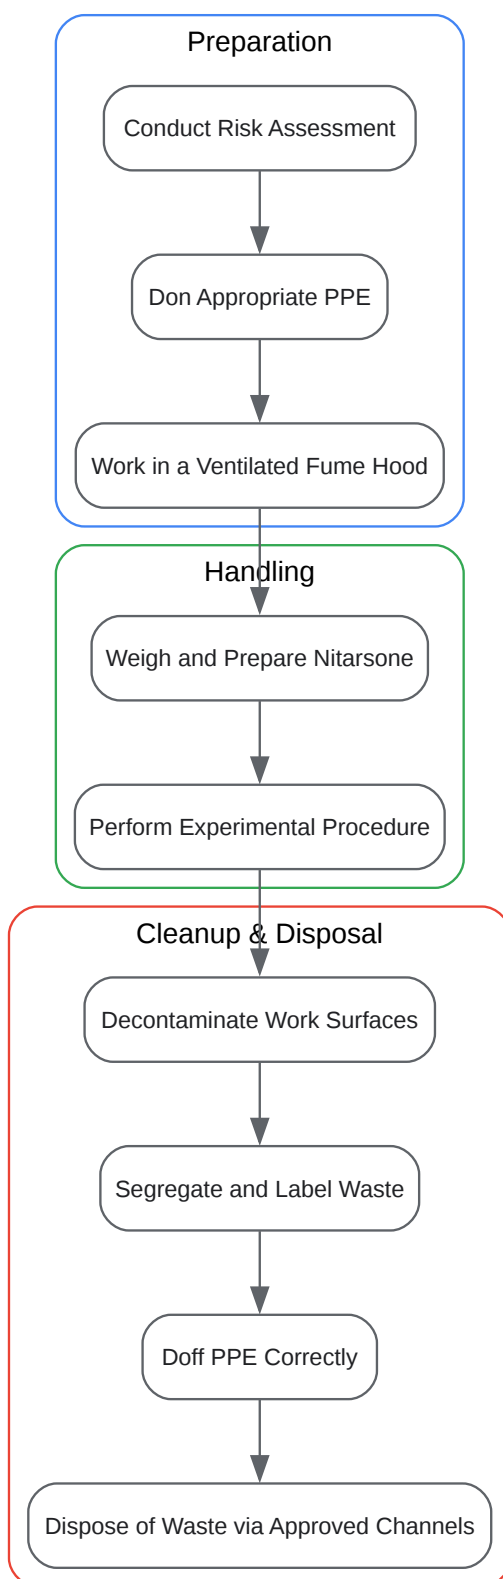 Preparation
Conduct Risk Assessment
Don Appropriate PPE
Work in a Ventilated Fume Hood
Handling
Weigh and Prepare Nitarsone
Perform Experimental Procedure
Cleanup & Disposal
Decontaminate Work Surfaces
Segregate and Label Waste
Doff PPE Correctly
Dispose of Waste via Approved Channels